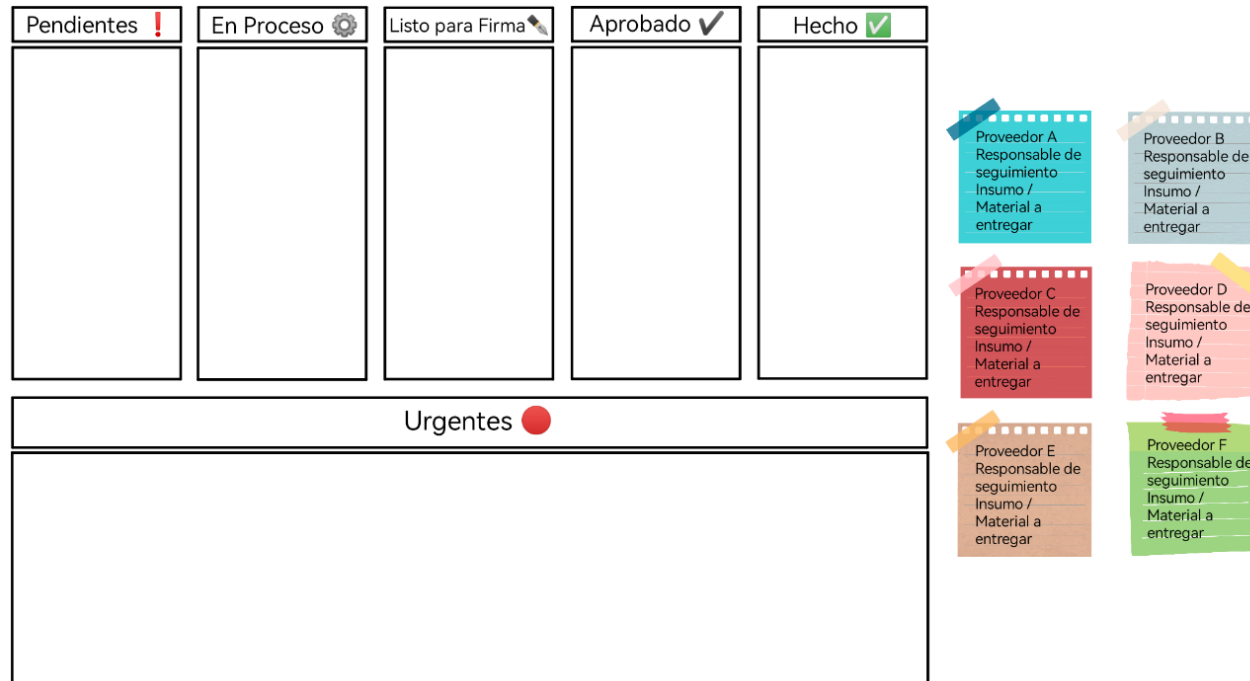 Pendientes ❗
En Proceso ⚙️
Listo para Firma✒️
Aprobado ✔️
Hecho ✅
Proveedor A
Responsable de
seguimiento
Insumo /
Material a
entregar
Proveedor B
Responsable de
seguimiento
Insumo /
Material a
entregar
Proveedor C
Responsable de
seguimiento
Insumo /
Material a
entregar
Proveedor D
Responsable de
seguimiento
Insumo /
Material a
entregar
Urgentes 🔴
Proveedor E
Responsable de
seguimiento
Insumo /
Material a
entregar
Proveedor F
Responsable de
seguimiento
Insumo /
Material a
entregar